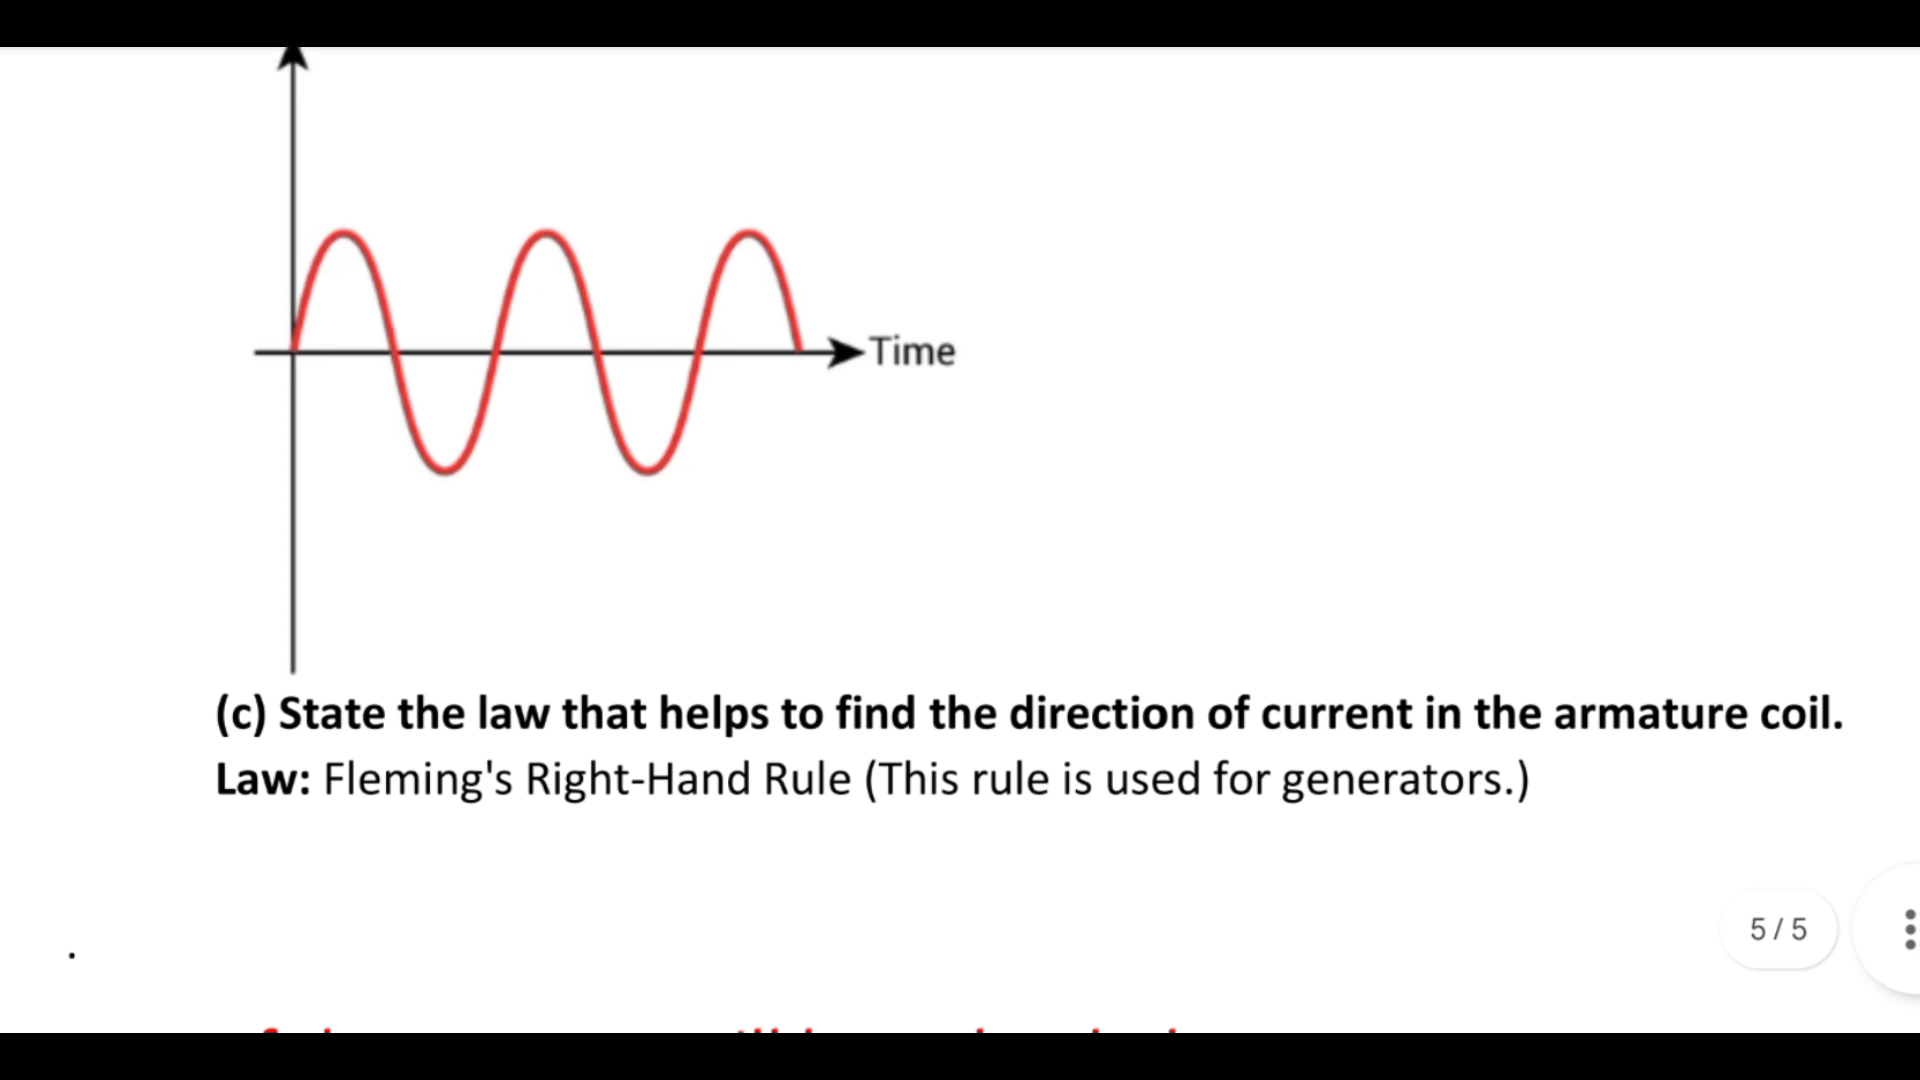 Time
(c) State the law that helps to find the direction of current in the armature coil.
Law: Fleming's Right-Hand Rule (This rule is used for generators.)
5 / 5
.